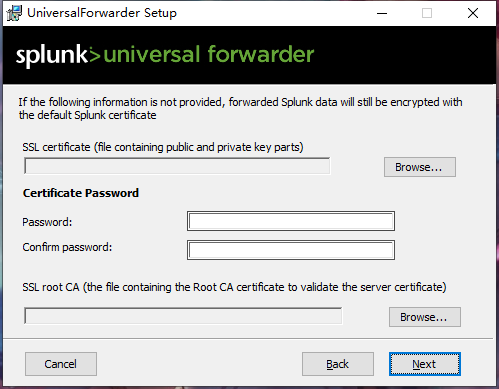 UniversalForwarder Setup
splunk>universal forwarder
If the following information is not provided, forwarded Splunk data will still be encrypted with
the default Splunk certificate
SSL certificate (file containing public and private key parts)
Browse...
Certificate Password
Password:
Confirm password:
SSL root CA (the file containing the Root CA certificate to validate the server certificate)
Browse...
Cancel
Back
Next